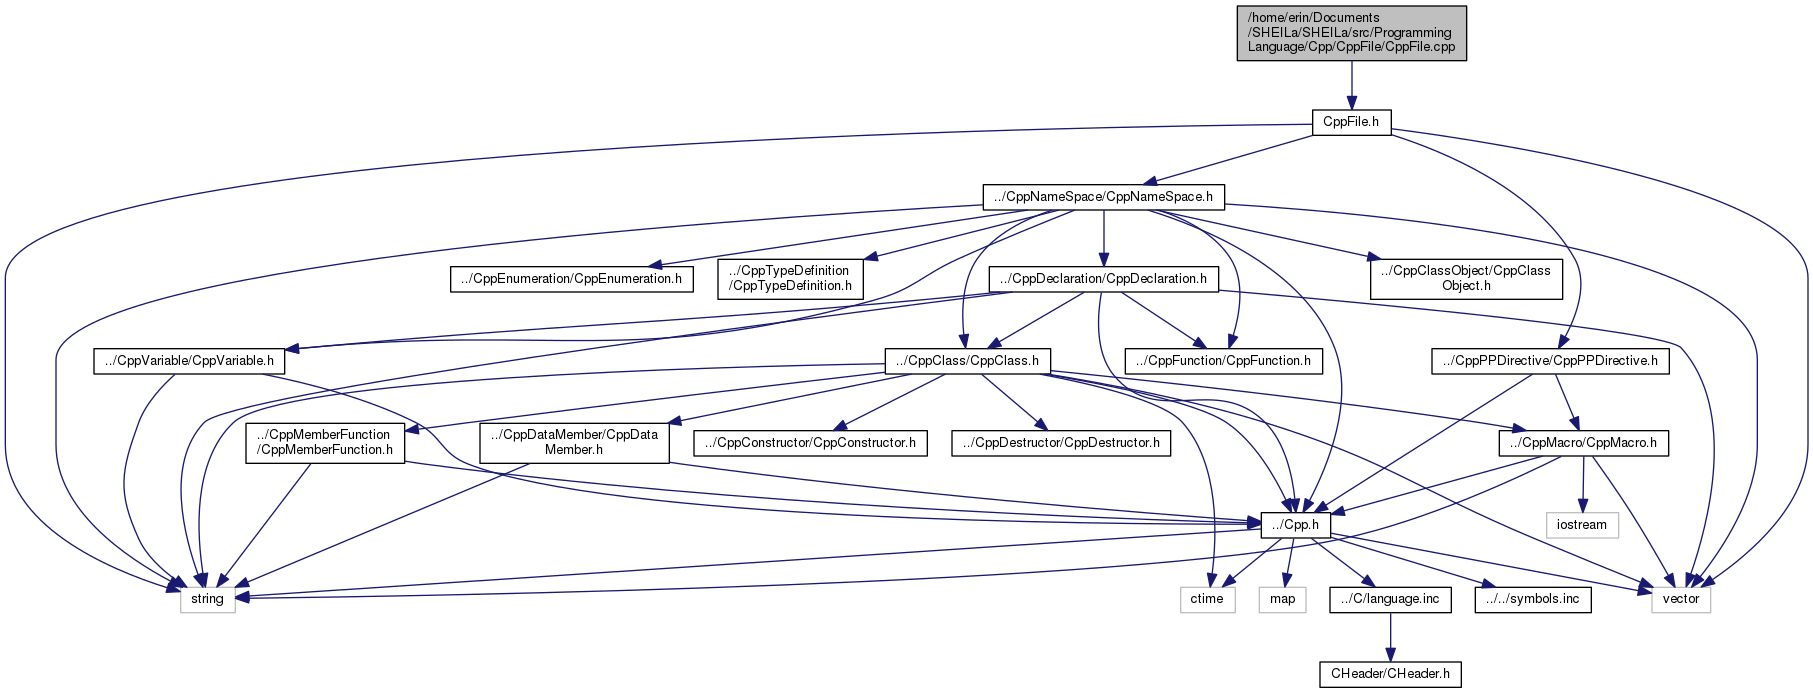 /home/erin/Documents
/SHEILa/SHEILa/src/Programming
Language/Cpp/CppFile/CppFile.cpp
CppFile.h
../CppNameSpace/CppNameSpace.h
../CppEnumeration/CppEnumeration.h
../CppTypeDefinition
/CppTypeDefinition.h
../CppDeclaration/CppDeclaration.h
../CppClassObject/CppClass
Object.h
../CppVariable/CppVariable.h
../CppClass/CppClass.h
../CppFunction/CppFunction.h
../CppPPDirective/CppPPDirective.h
../CppMemberFunction
/CppMemberFunction.h
../CppDataMember/CppData
Member.h
../CppConstructor/CppConstructor.h
../CppDestructor/CppDestructor.h
../CppMacro/CppMacro.h
../Cpp.h
iostream
string
ctime
map
../C/language.inc
../../symbols.inc
vector
CHeader/CHeader.h